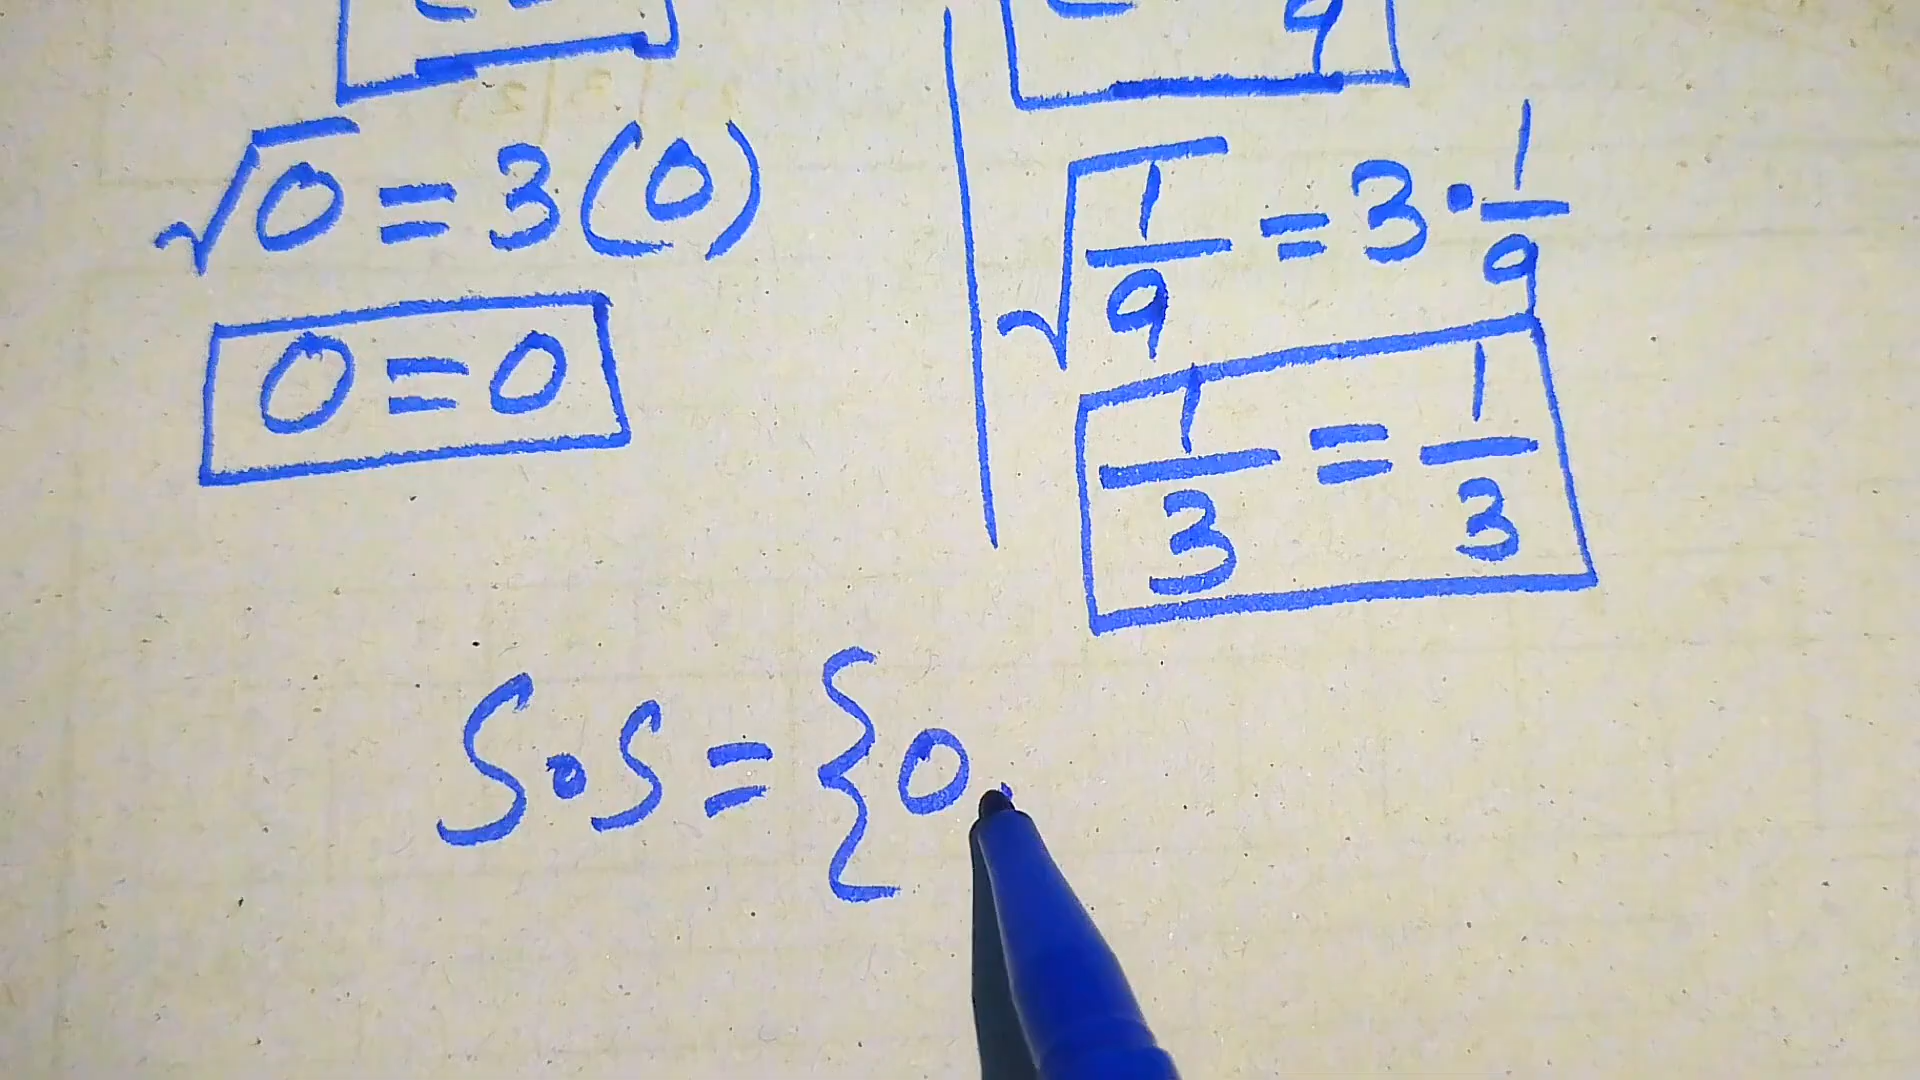 √0 = 3(0)
0 = 0
√(1/9) = 3 · 1/9
1/3 = 1/3
S.S = {0